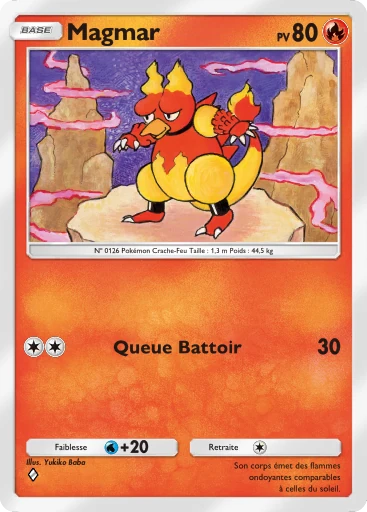 BASE
Magmar
PV 80
N° 0126 Pokémon Crache-Feu Taille : 1,3 m Poids : 44,5 kg
Queue Battoir 30
Faiblesse +20
Retraite
Illus. Yukiko Baba
Son corps émet des flammes
ondoyantes comparables
à celles du soleil.